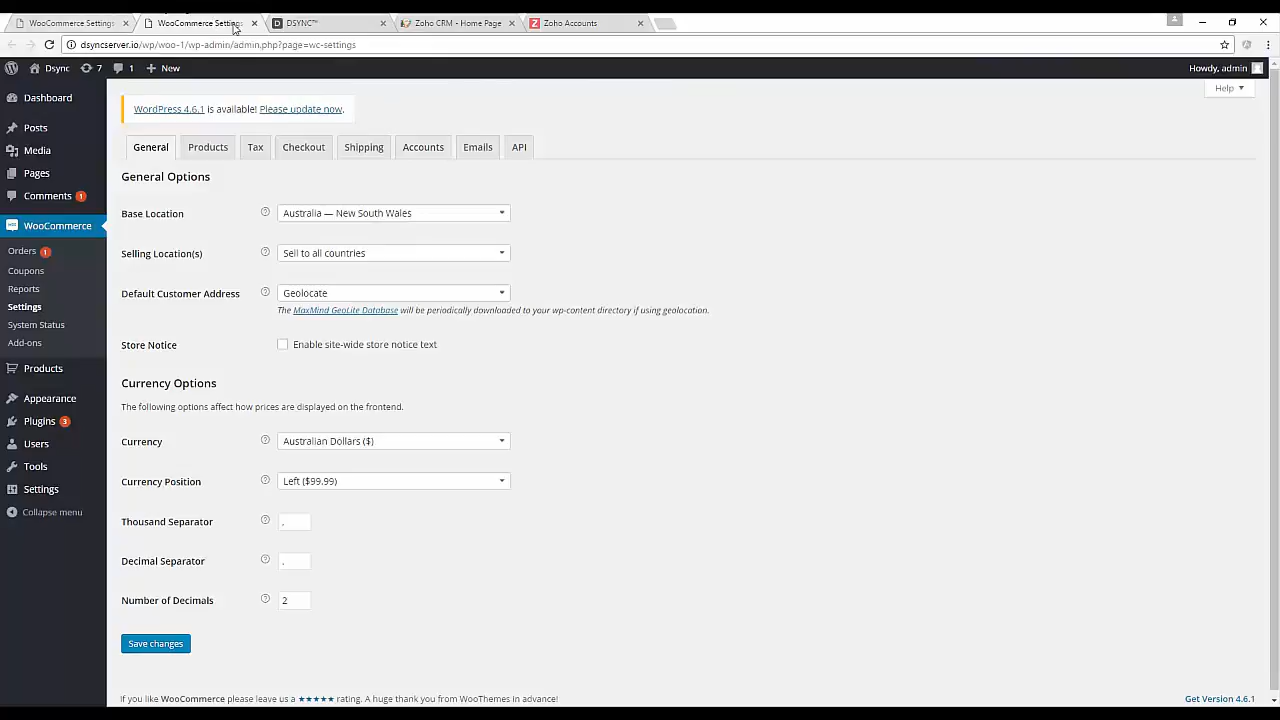 WooCommerce Settings
WooCommerce Settings
DSYNC™
Zoho CRM - Home Page
Zoho Accounts
dsyncserver.io/wp/woo-1/wp-admin/admin.php?page=wc-settings
Dsync 7 1 + New Howdy, admin
Help
WordPress 4.6.1 is available! Please update now.
Dashboard
Posts
Media
Pages
Comments 1
WooCommerce
Orders 1
Coupons
Reports
Settings
System Status
Add-ons
Products
Appearance
Plugins 3
Users
Tools
Settings
Collapse menu
General Products Tax Checkout Shipping Accounts Emails API
General Options
Base Location ? Australia — New South Wales
Selling Location(s) ? Sell to all countries
Default Customer Address ? Geolocate
The MaxMind GeoLite Database will be periodically downloaded to your wp-content directory if using geolocation.
Store Notice Enable site-wide store notice text
Currency Options
The following options affect how prices are displayed on the frontend.
Currency ? Australian Dollars ($)
Currency Position ? Left ($99.99)
Thousand Separator ? ,
Decimal Separator ? .
Number of Decimals ? 2
Save changes
If you like WooCommerce please leave us a ★★★★★ rating. A huge thank you from WooThemes in advance!
Get Version 4.6.1